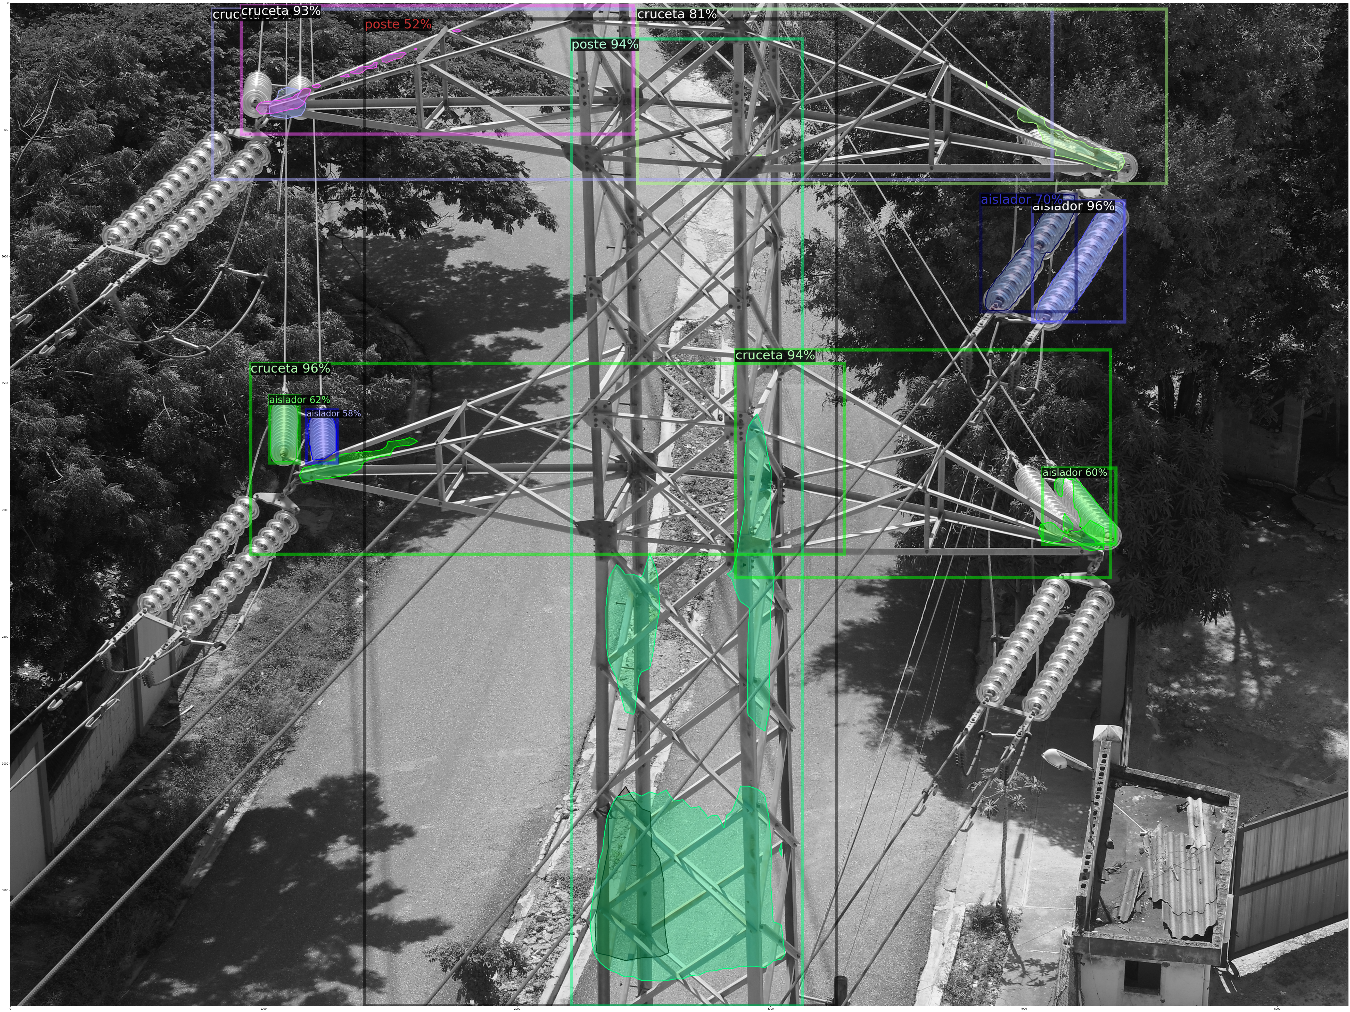 cruceta 93%
poste 52%
cruceta 81%
poste 94%
aislador 70%
aislador 96%
cruceta 94%
cruceta 96%
aislador 62%
aislador 58%
aislador 60%